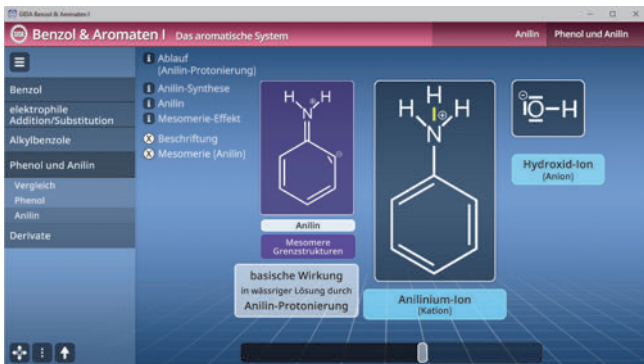 GIDA Benzol & Aromaten I
Benzol & Aromaten I Das aromatische System
Anilin Phenol und Anilin
Benzol
elektrophile
Addition/Substitution
Alkylbenzole
Phenol und Anilin
Vergleich
Phenol
Anilin
Derivate
i Ablauf
(Anilin-Protonierung)
i Anilin-Synthese
i Anilin
i Mesomerie-Effekt
X Beschriftung
X Mesomerie (Anilin)
H H
N ⊕
⊖
Anilin
Mesomere
Grenzstrukturen
basische Wirkung
in wässriger Lösung durch
Anilin-Protonierung
H
H H
N ⊕
Anilinium-Ion
(Kation)
⊖
IO–H
Hydroxid-Ion
(Anion)